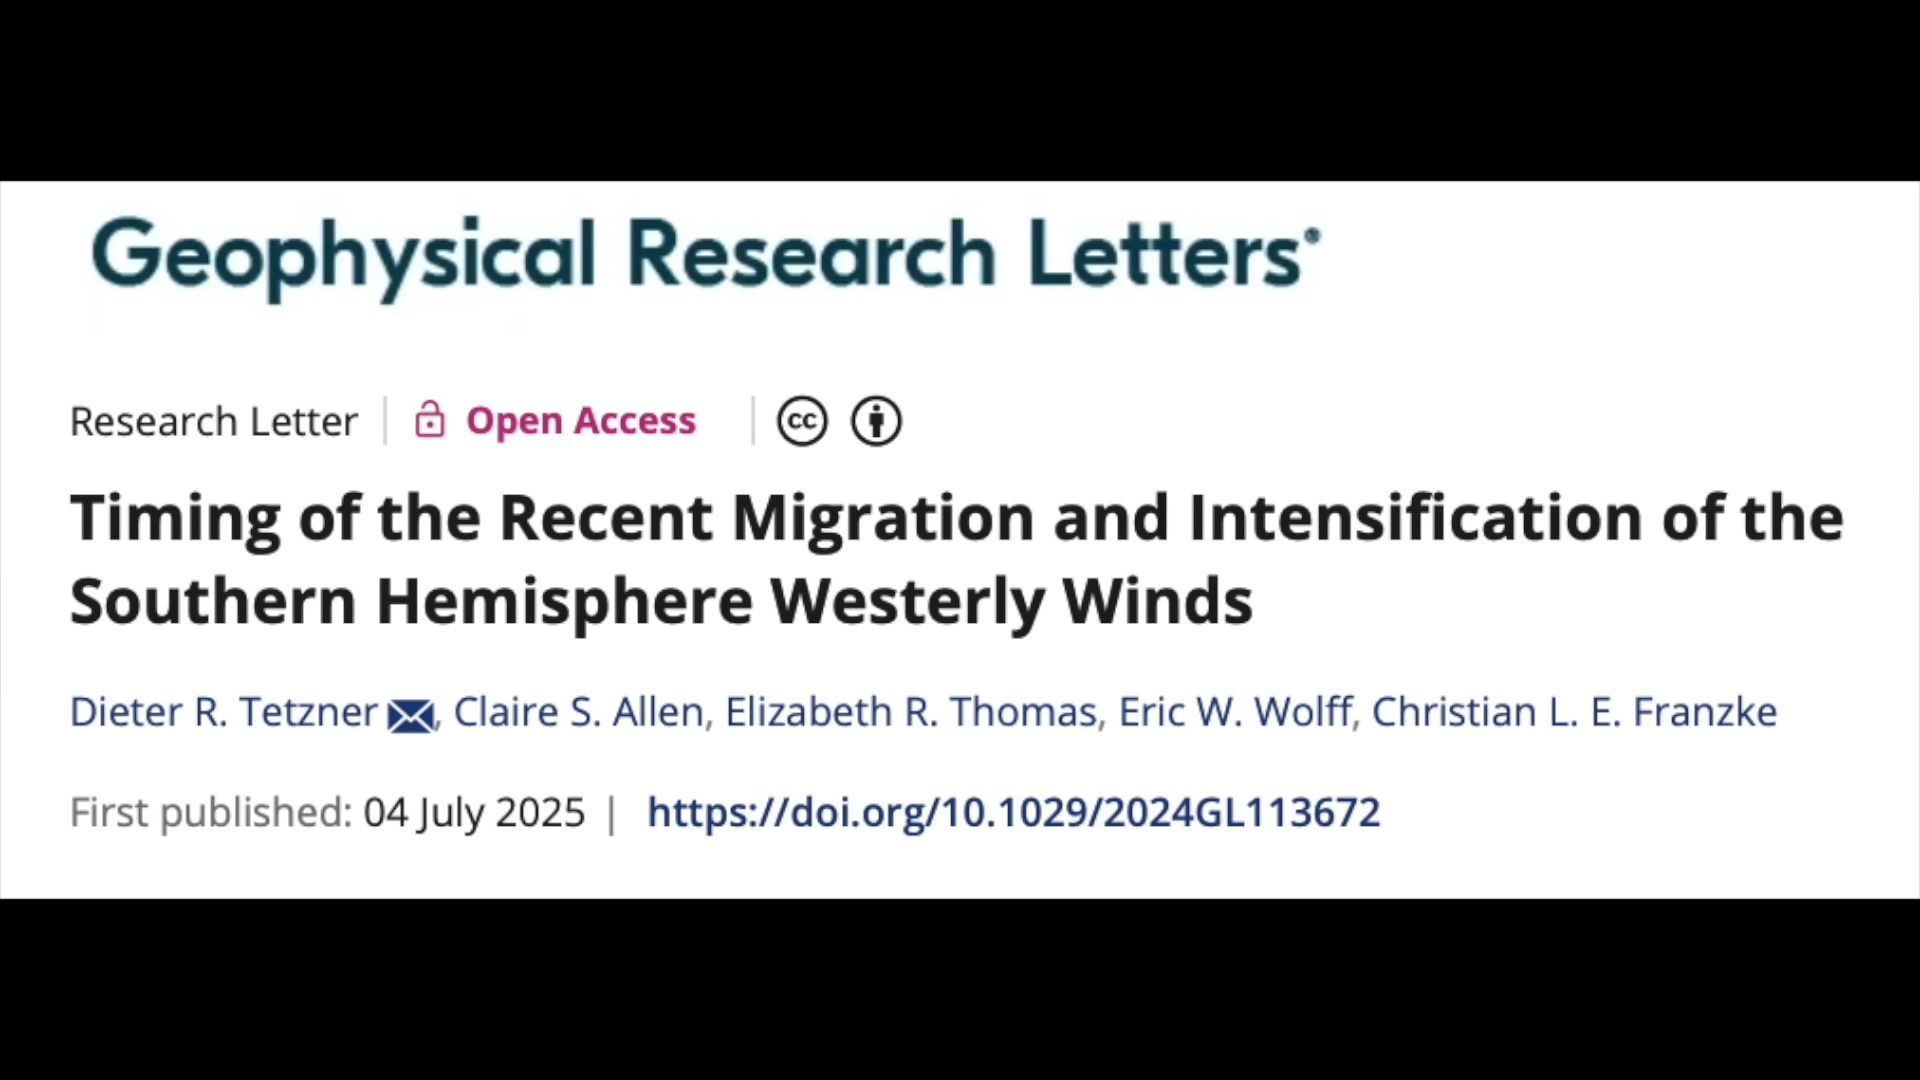 Geophysical Research Letters®
Research Letter | Open Access | cc
Timing of the Recent Migration and Intensification of the
Southern Hemisphere Westerly Winds
Dieter R. Tetzner, Claire S. Allen, Elizabeth R. Thomas, Eric W. Wolff, Christian L. E. Franzke
First published: 04 July 2025 | https://doi.org/10.1029/2024GL113672